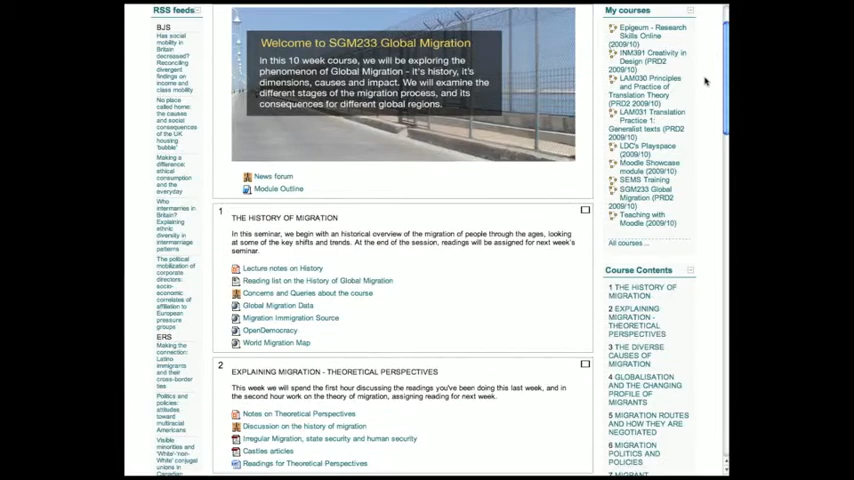 RSS feeds
BJS
Has social
mobility in
Britain
decreased?
Reconciling
divergent
findings on
income and
class mobility
No place
called home:
the causes
and social
consequences
of the UK
housing
'bubble'
Making a
difference:
ethical
consumption
and the
everyday
Who
intermarries in
Britain?
Explaining
ethnic
diversity in
intermarriage
patterns
The political
mobilization of
corporate
directors:
socio-
economic
correlates of
affiliation to
European
pressure
groups
ERS
Making the
connection:
Latino
immigrants
and their
cross-border
ties
Politics and
policies:
attitudes
toward
multiracial
Americans
Visible
minorities and
'White'-'Non-
White' conjugal
unions in
Canadian
Welcome to SGM233 Global Migration
In this 10 week course, we will be exploring the
phenomenon of Global Migration - it's history, it's
dimensions, causes and impact. We will examine the
different stages of the migration process, and its
consequences for different global regions.
News forum
Module Outline
1
THE HISTORY OF MIGRATION
In this seminar, we begin with an historical overview of the migration of people through the ages, looking
at some of the key shifts and trends. At the end of the session, readings will be assigned for next week's
seminar.
Lecture notes on History
Reading list on the History of Global Migration
Concerns and Queries about the course
Global Migration Data
Migration Immigration Source
OpenDemocracy
World Migration Map
2
EXPLAINING MIGRATION - THEORETICAL PERSPECTIVES
This week we will spend the first hour discussing the readings you've been doing this last week, and in
the second hour work on the theory of migration, assigning reading for next week.
Notes on Theoretical Perspectives
Discussion on the history of migration
Irregular Migration, state security and human security
Castles articles
Readings for Theoretical Perspectives
My courses
Epigeum - Research
Skills Online
(2009/10)
INM391 Creativity in
Design (PRD2
2009/10)
LAM030 Principles
and Practice of
Translation Theory
(PRD2 2009/10)
LAM031 Translation
Practice 1:
Generalist texts (PRD2
2009/10)
LDC's Playspace
(2009/10)
Moodle Showcase
module (2009/10)
SEMS Training
SGM233 Global
Migration (PRD2
2009/10)
Teaching with
Moodle (2009/10)
All courses ...
Course Contents
1 THE HISTORY OF
MIGRATION
2 EXPLAINING
MIGRATION -
THEORETICAL
PERSPECTIVES
3 THE DIVERSE
CAUSES OF
MIGRATION
4 GLOBALISATION
AND THE CHANGING
PROFILE OF
MIGRANTS
5 MIGRATION ROUTES
AND HOW THEY ARE
NEGOTIATED
6 MIGRATION
POLITICS AND
POLICIES
7 MIGRANT